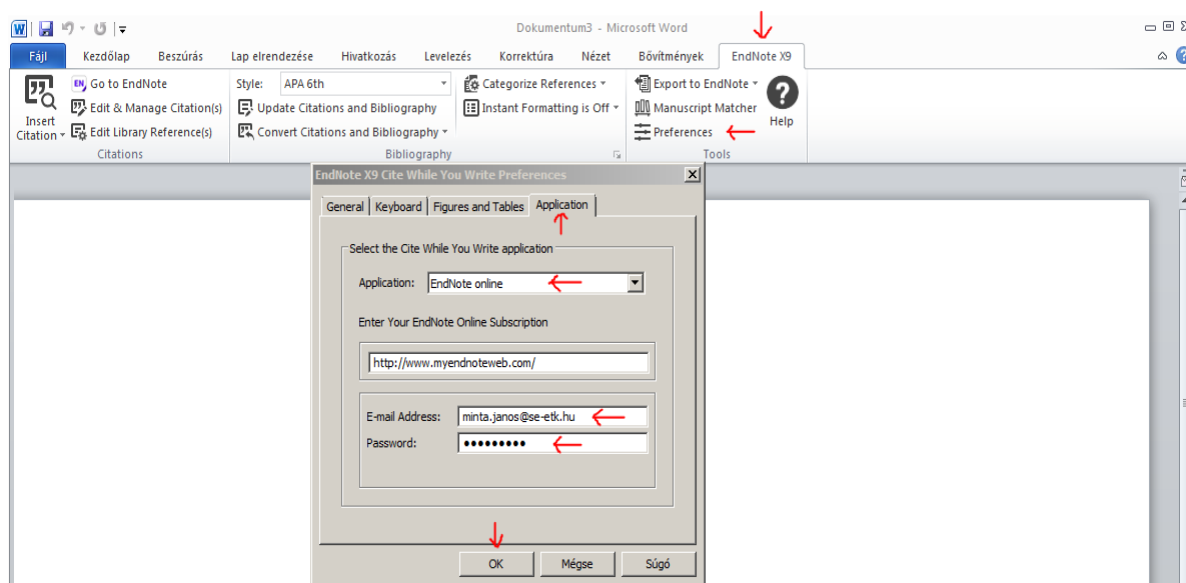 Dokumentum3 - Microsoft Word
Fájl Kezdőlap Beszúrás Lap elrendezése Hivatkozás Levelezés Korrektúra Nézet Bővítmények EndNote X9
Insert Citation
Go to EndNote
Edit & Manage Citation(s)
Edit Library Reference(s)
Citations
Style: APA 6th
Update Citations and Bibliography
Convert Citations and Bibliography
Categorize References
Instant Formatting is Off
Bibliography
Export to EndNote
Manuscript Matcher
Preferences
Help
Tools
EndNote X9 Cite While You Write Preferences
General Keyboard Figures and Tables Application
Select the Cite While You Write application
Application: EndNote online
Enter Your EndNote Online Subscription
http://www.myendnoteweb.com/
E-mail Address: minta.janos@se-etk.hu
Password: •••••••••
OK Mégse Súgó